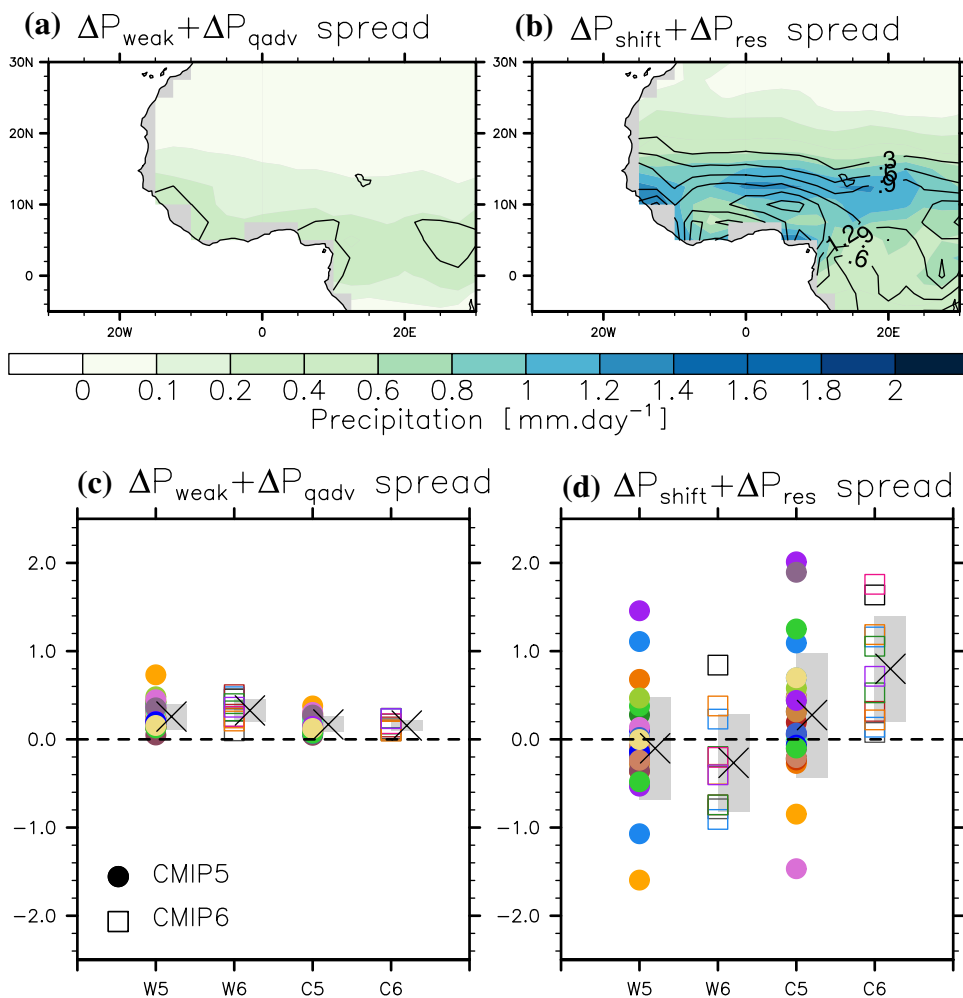 (a) ΔPweak+ΔPqadv spread
(b) ΔPshift+ΔPres spread
30N
20N
10N
0
20W 0 20E
30N
20N
10N
0
20W 0 20E
.3
.6
.9
1.2
.9
.6
0 0.1 0.2 0.4 0.6 0.8 1 1.2 1.4 1.6 1.8 2
Precipitation [mm.day⁻¹]
(c) ΔPweak+ΔPqadv spread
(d) ΔPshift+ΔPres spread
2.0
1.0
0.0
−1.0
−2.0
CMIP5
CMIP6
W5 W6 C5 C6
2.0
1.0
0.0
−1.0
−2.0
W5 W6 C5 C6